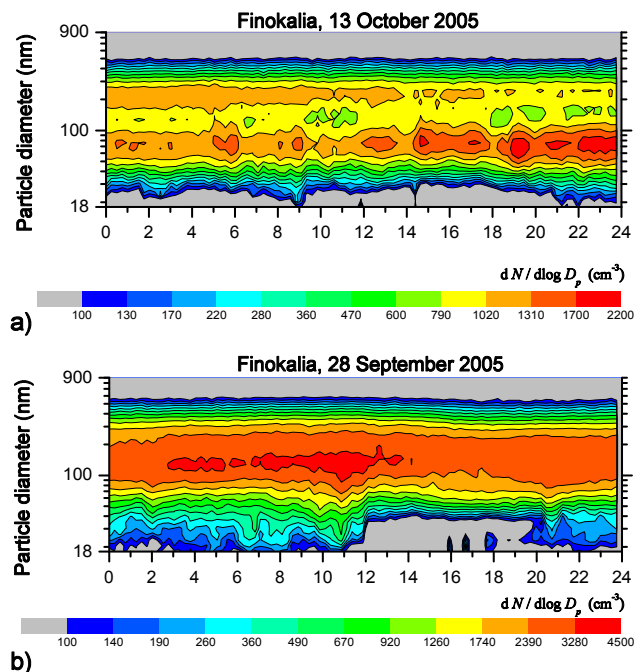 Finokalia, 13 October 2005
900
100
18
Particle diameter (nm)
0 2 4 6 8 10 12 14 16 18 20 22 24
dN/dlog Dp (cm-3)
100 130 170 220 280 360 470 600 790 1020 1310 1700 2200
a)
Finokalia, 28 September 2005
900
100
18
Particle diameter (nm)
0 2 4 6 8 10 12 14 16 18 20 22 24
dN/dlog Dp (cm-3)
100 140 190 260 360 490 670 920 1260 1740 2390 3280 4500
b)